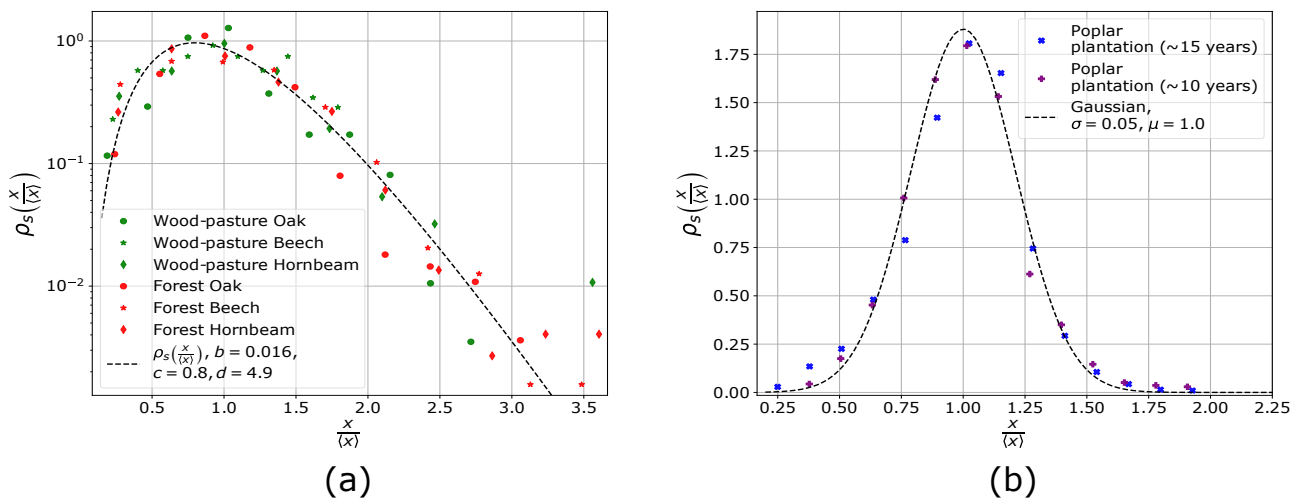 10⁰
10⁻¹
10⁻²
ρₛ(x/⟨x⟩)
Wood-pasture Oak
Wood-pasture Beech
Wood-pasture Hornbeam
Forest Oak
Forest Beech
Forest Hornbeam
ρₛ(x/⟨x⟩), b = 0.016,
c = 0.8, d = 4.9
0.5 1.0 1.5 2.0 2.5 3.0 3.5
x/⟨x⟩
(a)
1.75
1.50
1.25
1.00
0.75
0.50
0.25
0.00
ρₛ(x/⟨x⟩)
Poplar
plantation (~15 years)
Poplar
plantation (~10 years)
Gaussian,
σ = 0.05, μ = 1.0
0.25 0.50 0.75 1.00 1.25 1.50 1.75 2.00 2.25
x/⟨x⟩
(b)